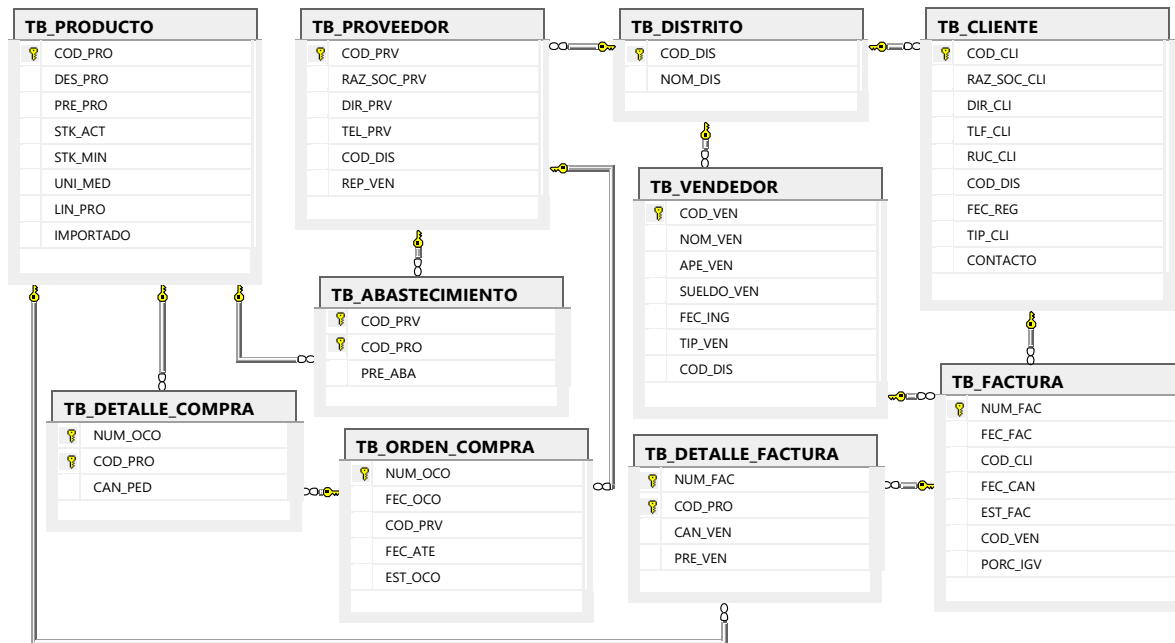 TB_PRODUCTO
COD_PRO
DES_PRO
PRE_PRO
STK_ACT
STK_MIN
UNI_MED
LIN_PRO
IMPORTADO
TB_PROVEEDOR
COD_PRV
RAZ_SOC_PRV
DIR_PRV
TEL_PRV
COD_DIS
REP_VEN
TB_DISTRITO
COD_DIS
NOM_DIS
TB_CLIENTE
COD_CLI
RAZ_SOC_CLI
DIR_CLI
TLF_CLI
RUC_CLI
COD_DIS
FEC_REG
TIP_CLI
CONTACTO
TB_VENDEDOR
COD_VEN
NOM_VEN
APE_VEN
SUELDO_VEN
FEC_ING
TIP_VEN
COD_DIS
TB_ABASTECIMIENTO
COD_PRV
COD_PRO
PRE_ABA
TB_DETALLE_COMPRA
NUM_OCO
COD_PRO
CAN_PED
TB_ORDEN_COMPRA
NUM_OCO
FEC_OCO
COD_PRV
FEC_ATE
EST_OCO
TB_DETALLE_FACTURA
NUM_FAC
COD_PRO
CAN_VEN
PRE_VEN
TB_FACTURA
NUM_FAC
FEC_FAC
COD_CLI
FEC_CAN
EST_FAC
COD_VEN
PORC_IGV